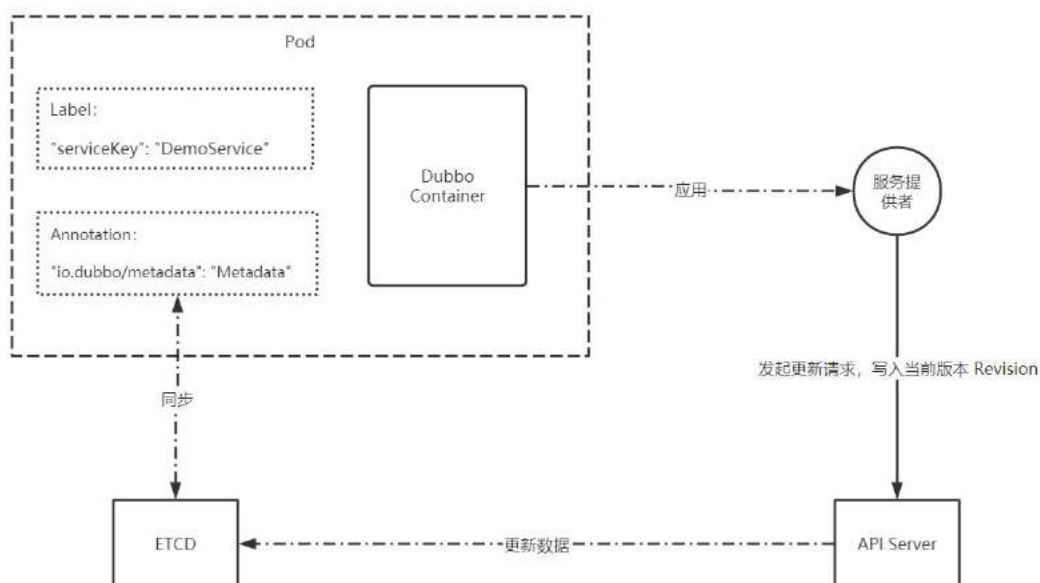 Pod
Label:
"serviceKey": "DemoService"
Dubbo
Container
Annotation:
"io.dubbo/metadata": "Metadata"
应用
服务提
供者
发起更新请求，写入当前版本 Revision
同步
ETCD
更新数据
API Server